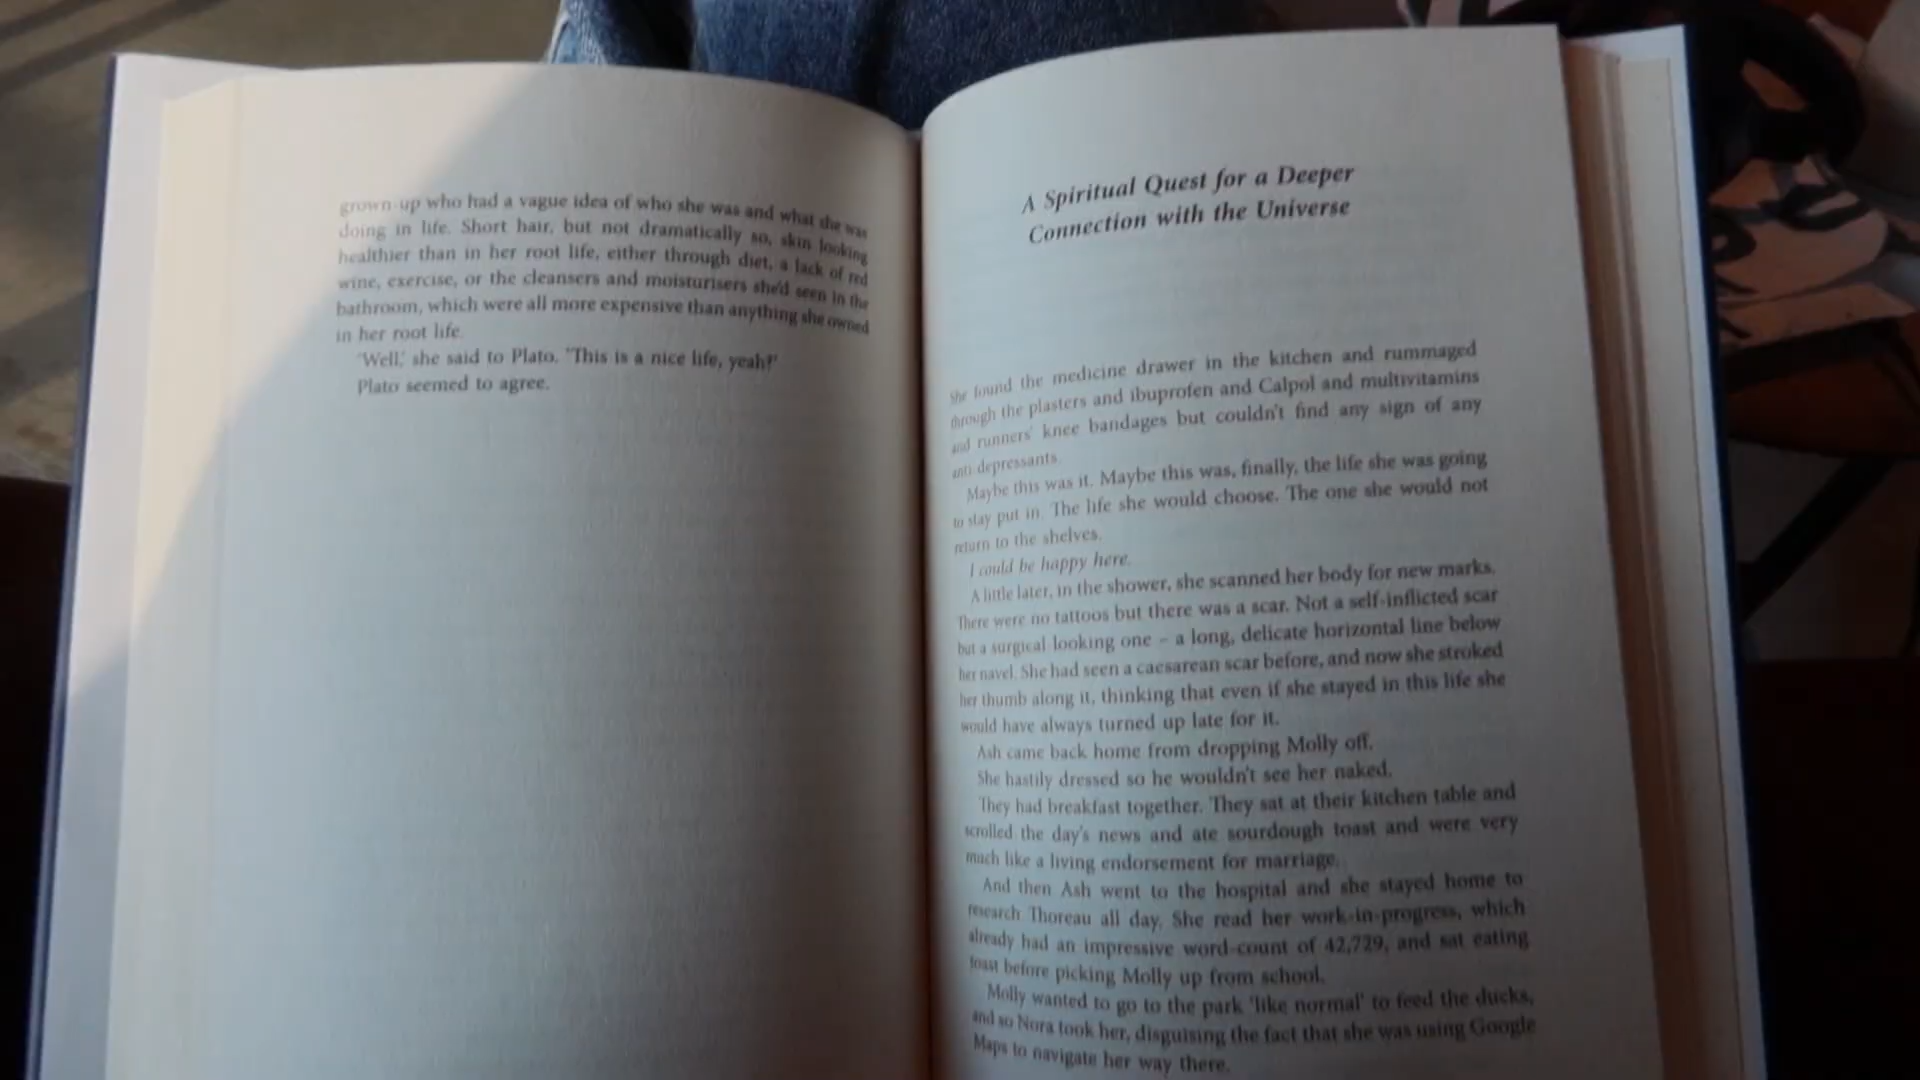 grown-up who had a vague idea of who she was and what she was
doing in life. Short hair, but not dramatically so, skin looking
healthier than in her root life, either through diet, a lack of red
wine, exercise, or the cleansers and moisturisers she'd seen in the
bathroom, which were all more expensive than anything she owned
in her root life.
'Well,' she said to Plato. 'This is a nice life, yeah?'
Plato seemed to agree.
A Spiritual Quest for a Deeper
Connection with the Universe
She found the medicine drawer in the kitchen and rummaged
through the plasters and ibuprofen and Calpol and multivitamins
and runners' knee bandages but couldn't find any sign of any
anti-depressants.
Maybe this was it. Maybe this was, finally, the life she was going
to stay put in. The life she would choose. The one she would not
return to the shelves.
I could be happy here.
A little later, in the shower, she scanned her body for new marks.
There were no tattoos but there was a scar. Not a self-inflicted scar
but a surgical looking one – a long, delicate horizontal line below
her navel. She had seen a caesarean scar before, and now she stroked
her thumb along it, thinking that even if she stayed in this life she
would have always turned up late for it.
Ash came back home from dropping Molly off.
She hastily dressed so he wouldn't see her naked.
They had breakfast together. They sat at their kitchen table and
scrolled the day's news and ate sourdough toast and were very
much like a living endorsement for marriage.
And then Ash went to the hospital and she stayed home to
research Thoreau all day. She read her work-in-progress, which
already had an impressive word-count of 42,729, and sat eating
toast before picking Molly up from school.
Molly wanted to go to the park 'like normal' to feed the ducks,
and so Nora took her, disguising the fact that she was using Google
Maps to navigate her way there.